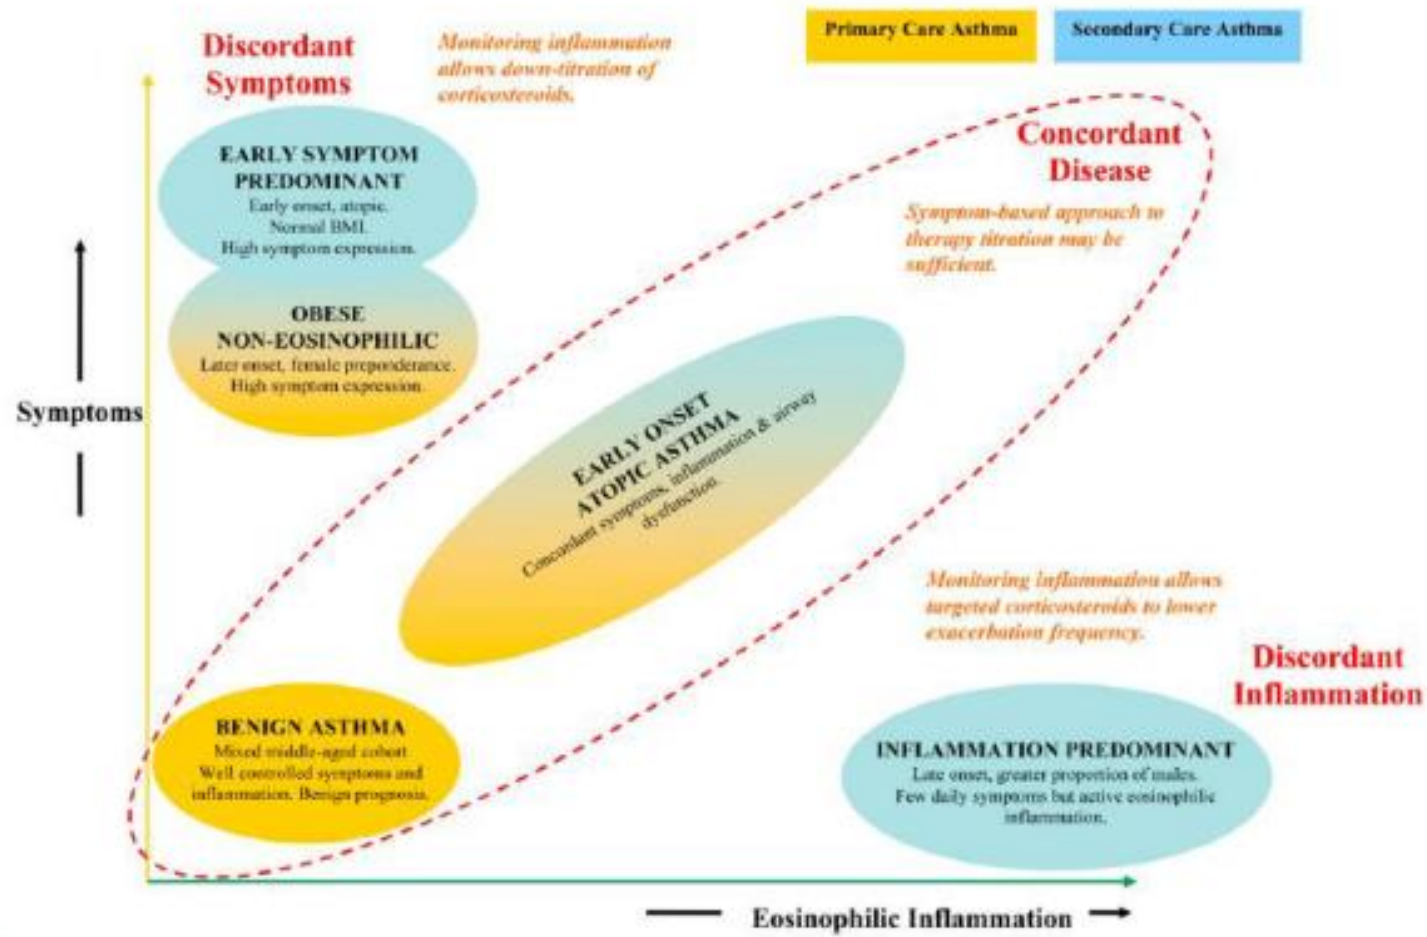 Primary Care Asthma
Secondary Care Asthma
Discordant
Symptoms
Monitoring inflammation
allows down-titration of
corticosteroids.
EARLY SYMPTOM
PREDOMINANT
Early onset, atopic.
Normal BMI.
High symptom expression.
OBESE
NON-EOSINOPHILIC
Later onset, female preponderance.
High symptom expression.
Symptoms
Concordant
Disease
Symptom-based approach to
therapy titration may be
sufficient.
EARLY ONSET
ATOPIC ASTHMA
Concordant symptoms, inflammation & airway
dysfunction.
Monitoring inflammation allows
targeted corticosteroids to lower
exacerbation frequency.
Discordant
Inflammation
BENIGN ASTHMA
Mixed middle-aged cohort
Well controlled symptoms and
inflammation. Benign prognosis.
INFLAMMATION PREDOMINANT
Late onset, greater proportion of males.
Few daily symptoms but active eosinophilic
inflammation.
Eosinophilic Inflammation